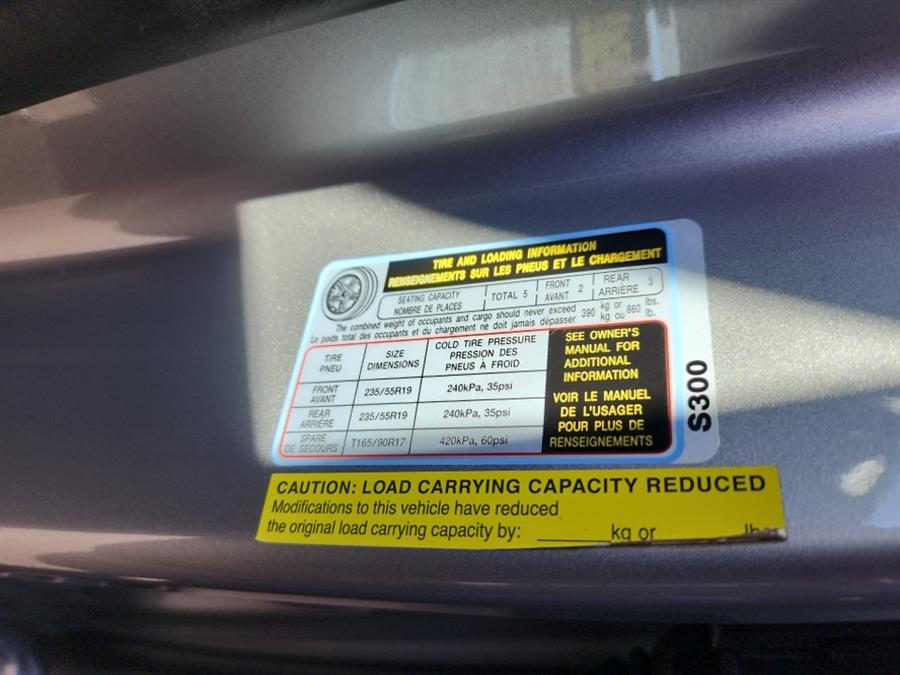 TIRE AND LOADING INFORMATION
RENSEIGNEMENTS SUR LES PNEUS ET LE CHARGEMENT
SEATING CAPACITY
NOMBRE DE PLACES
TOTAL 5
FRONT
AVANT
2
REAR
ARRIÈRE
3
The combined weight of occupants and cargo should never exceed 390 kg or 860 lbs.
Le poids total des occupants et du chargement ne doit jamais dépasser kg ou lb.
TIRE
PNEU
SIZE
DIMENSIONS
COLD TIRE PRESSURE
PRESSION DES
PNEUS À FROID
FRONT
AVANT
235/55R19
240kPa, 35psi
REAR
ARRIÈRE
235/55R19
240kPa, 35psi
SPARE
DE SECOURS
T165/90R17
420kPa, 60psi
SEE OWNER'S
MANUAL FOR
ADDITIONAL
INFORMATION
VOIR LE MANUEL
DE L'USAGER
POUR PLUS DE
RENSEIGNEMENTS
S300
CAUTION: LOAD CARRYING CAPACITY REDUCED
Modifications to this vehicle have reduced
the original load carrying capacity by: ______kg or ________lbs.